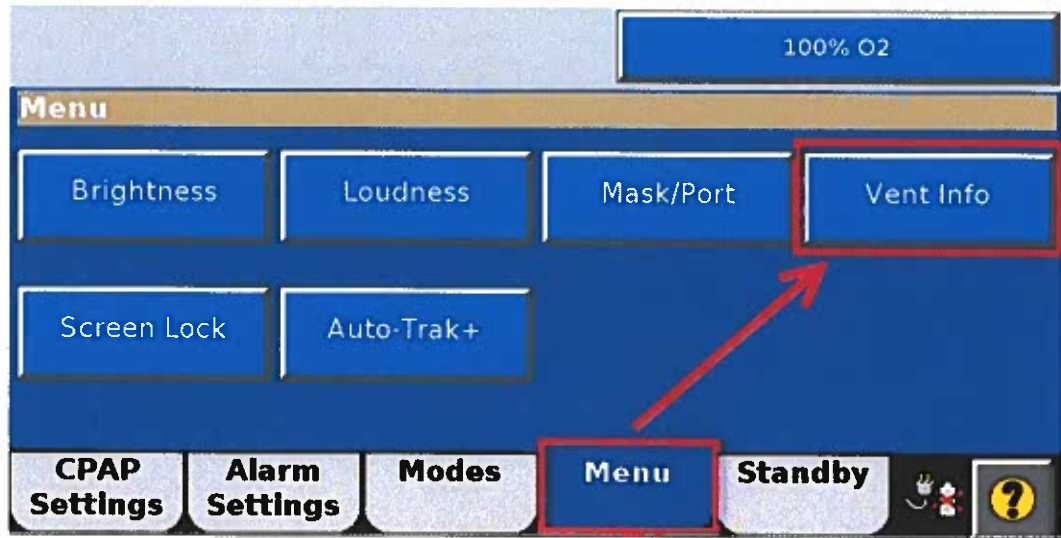 100% O2
Menu
Brightness Loudness Mask/Port Vent Info
Screen Lock Auto-Trak+
CPAP Settings Alarm Settings Modes Menu Standby ?